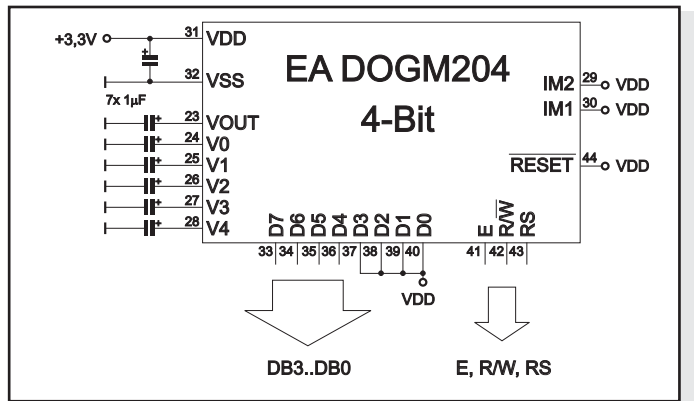 +3,3V
31 VDD
EA DOGM204
4-Bit
32 VSS
7x 1µF
23 VOUT
24 V0
25 V1
26 V2
27 V3
28 V4
IM2 29 VDD
IM1 30 VDD
RESET 44 VDD
D7 D6 D5 D4 D3 D2 D1 D0
E R/W RS
33 34 35 36 37 38 39 40
41 42 43
VDD
DB3..DB0
E, R/W, RS